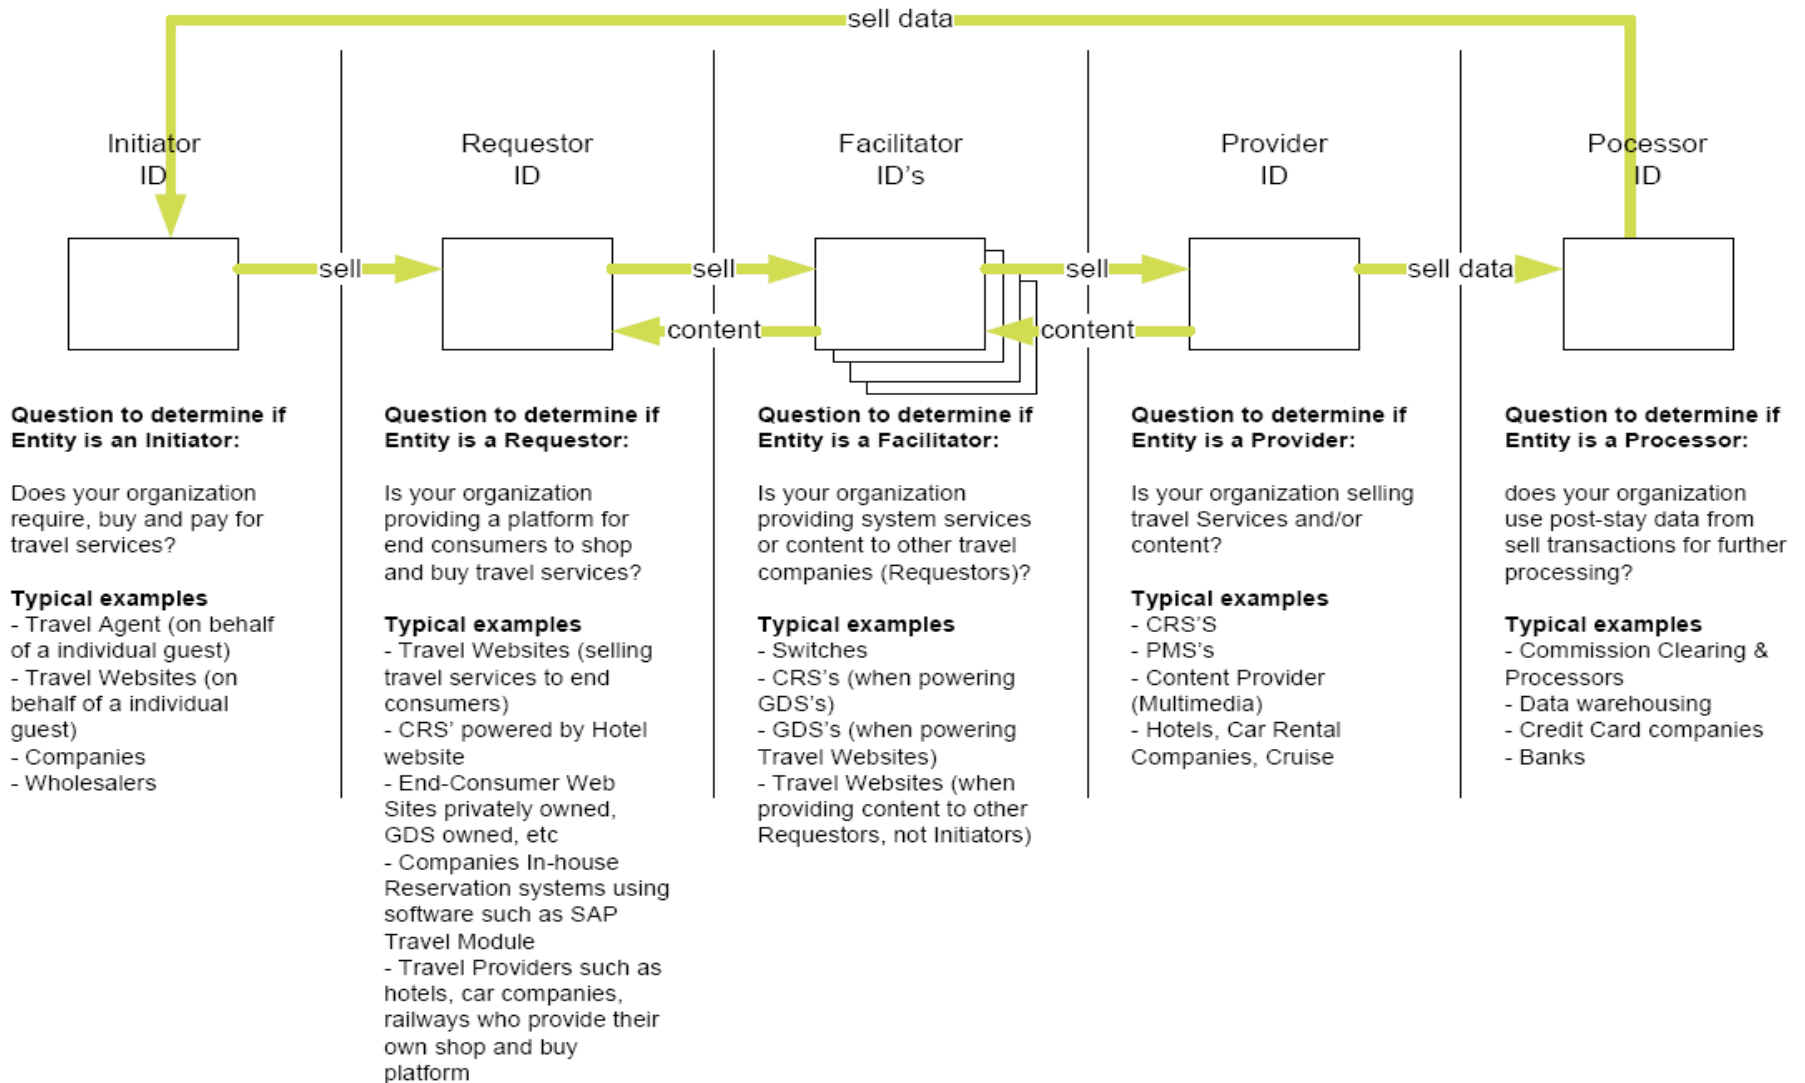 sell data
Initiator
ID
Requestor
ID
Facilitator
ID's
Provider
ID
Pocessor
ID
sell
sell
sell
sell data
content
content
Question to determine if
Entity is an Initiator:
Does your organization
require, buy and pay for
travel services?
Typical examples
- Travel Agent (on behalf
of a individual guest)
- Travel Websites (on
behalf of a individual
guest)
- Companies
- Wholesalers
Question to determine if
Entity is a Requestor:
Is your organization
providing a platform for
end consumers to shop
and buy travel services?
Typical examples
- Travel Websites (selling
travel services to end
consumers)
- CRS' powered by Hotel
website
- End-Consumer Web
Sites privately owned,
GDS owned, etc
- Companies In-house
Reservation systems using
software such as SAP
Travel Module
- Travel Providers such as
hotels, car companies,
railways who provide their
own shop and buy
platform
Question to determine if
Entity is a Facilitator:
Is your organization
providing system services
or content to other travel
companies (Requestors)?
Typical examples
- Switches
- CRS's (when powering
GDS's)
- GDS's (when powering
Travel Websites)
- Travel Websites (when
providing content to other
Requestors, not Initiators)
Question to determine if
Entity is a Provider:
Is your organization selling
travel Services and/or
content?
Typical examples
- CRS'S
- PMS's
- Content Provider
(Multimedia)
- Hotels, Car Rental
Companies, Cruise
Question to determine if
Entity is a Processor:
does your organization
use post-stay data from
sell transactions for further
processing?
Typical examples
- Commission Clearing &
Processors
- Data warehousing
- Credit Card companies
- Banks